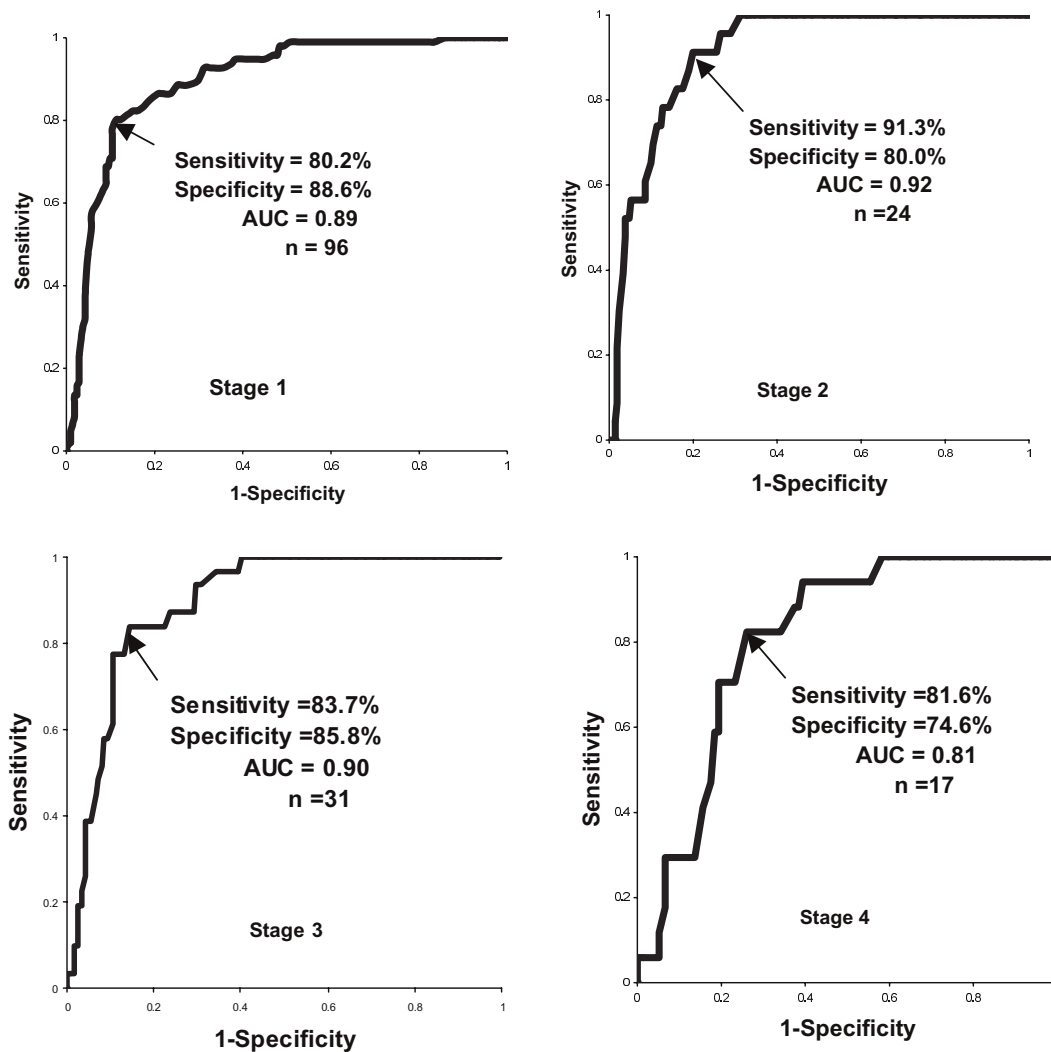 1
0.8
0.6
0.4
0.2
0
0
0.2
0.4
0.6
0.8
1
Sensitivity
1-Specificity
Sensitivity = 80.2%
Specificity = 88.6%
AUC = 0.89
n = 96
Stage 1
1
0.8
0.6
0.4
0.2
0
0
0.2
0.4
0.6
0.8
1
Sensitivity
1-Specificity
Sensitivity = 91.3%
Specificity = 80.0%
AUC = 0.92
n =24
Stage 2
1
0.8
0.6
0.4
0.2
0
0
0.2
0.4
0.6
0.8
1
Sensitivity
1-Specificity
Sensitivity =83.7%
Specificity =85.8%
AUC = 0.90
n =31
Stage 3
1
0.8
0.6
0.4
0.2
0
0
0.2
0.4
0.6
0.8
Sensitivity
1-Specificity
Sensitivity =81.6%
Specificity =74.6%
AUC = 0.81
n =17
Stage 4